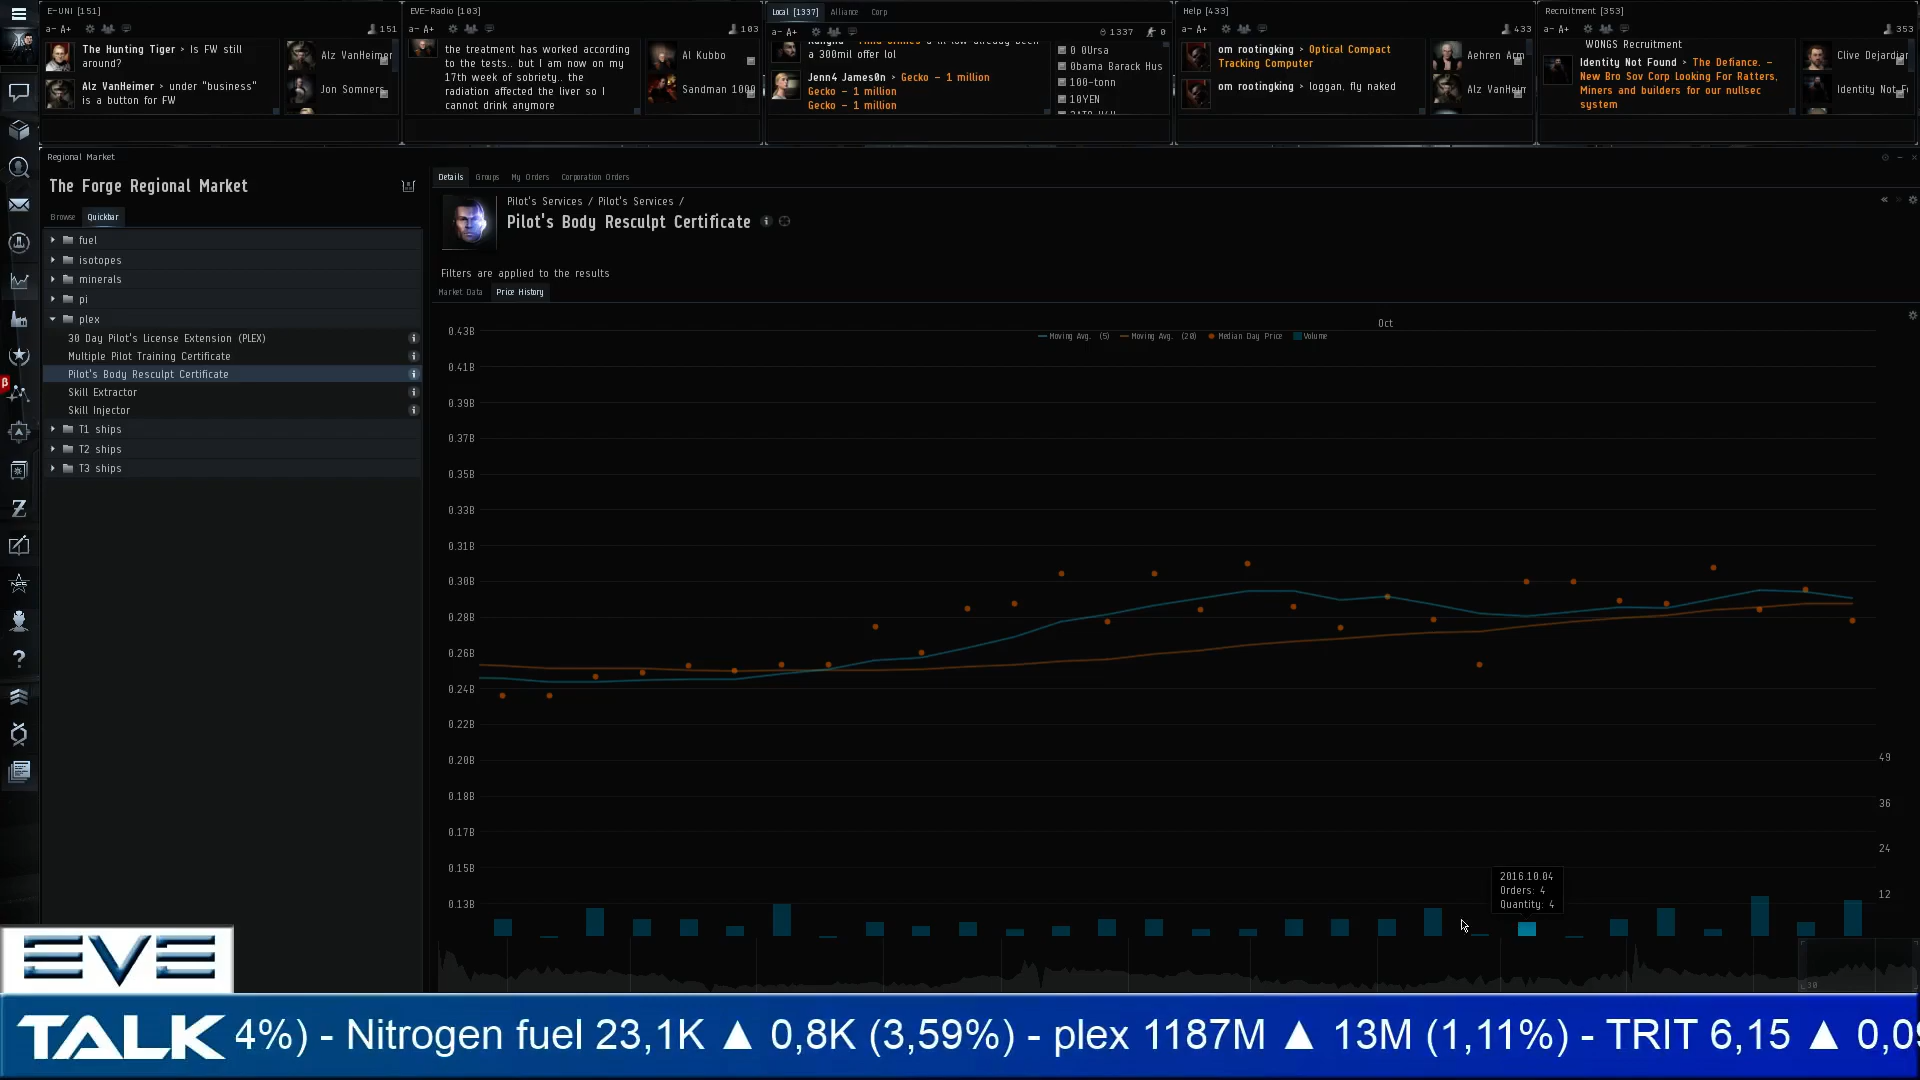 E-UNI [151]
a- A+
151
The Hunting Tiger > Is FW still
around?
Alz VanHeimer > under "business"
is a button for FW
Alz VanHeimer
Jon Somners
EVE-Radio [103]
a- A+
103
the treatment has worked according
to the tests.. but I am now on my
17th week of sobriety.. the
radiation affected the liver so I
cannot drink anymore
Al Kubbo
Sandman 1000
Local [1337] Alliance Corp
a- A+
1337 0
a 300mil offer lol
Jenn4 James0n > Gecko - 1 million
Gecko - 1 million
Gecko - 1 million
0 0Ursa
0bama Barack Hus
100-tonn
10YEN
Help [433]
a- A+
433
om rootingking > Optical Compact
Tracking Computer
om rootingking > loggan, fly naked
Aehren Arm
Alz VanHeim
Recruitment [353]
a- A+
353
WONGS Recruitment
Identity Not Found > The Defiance. -
New Bro Sov Corp Looking For Ratters,
Miners and builders for our nullsec
system
Clive Dejardiar
Identity Not F
Regional Market
The Forge Regional Market
Browse Quickbar
fuel
isotopes
minerals
pi
plex
30 Day Pilot's License Extension (PLEX)
Multiple Pilot Training Certificate
Pilot's Body Resculpt Certificate
Skill Extractor
Skill Injector
T1 ships
T2 ships
T3 ships
β
Details Groups My Orders Corporation Orders
Pilot's Services / Pilot's Services /
Pilot's Body Resculpt Certificate
Filters are applied to the results
Market Data Price History
Oct
Moving Avg. (5) Moving Avg. (20) Median Day Price Volume
0.43B
0.41B
0.39B
0.37B
0.35B
0.33B
0.31B
0.30B
0.28B
0.26B
0.24B
0.22B
0.20B
0.18B
0.17B
0.15B
0.13B
49
36
24
12
2016.10.04
Orders: 4
Quantity: 4
30
EVE
TALK
4%) - Nitrogen fuel 23,1K ▲ 0,8K (3,59%) - plex 1187M ▲ 13M (1,11%) - TRIT 6,15 ▲ 0,09